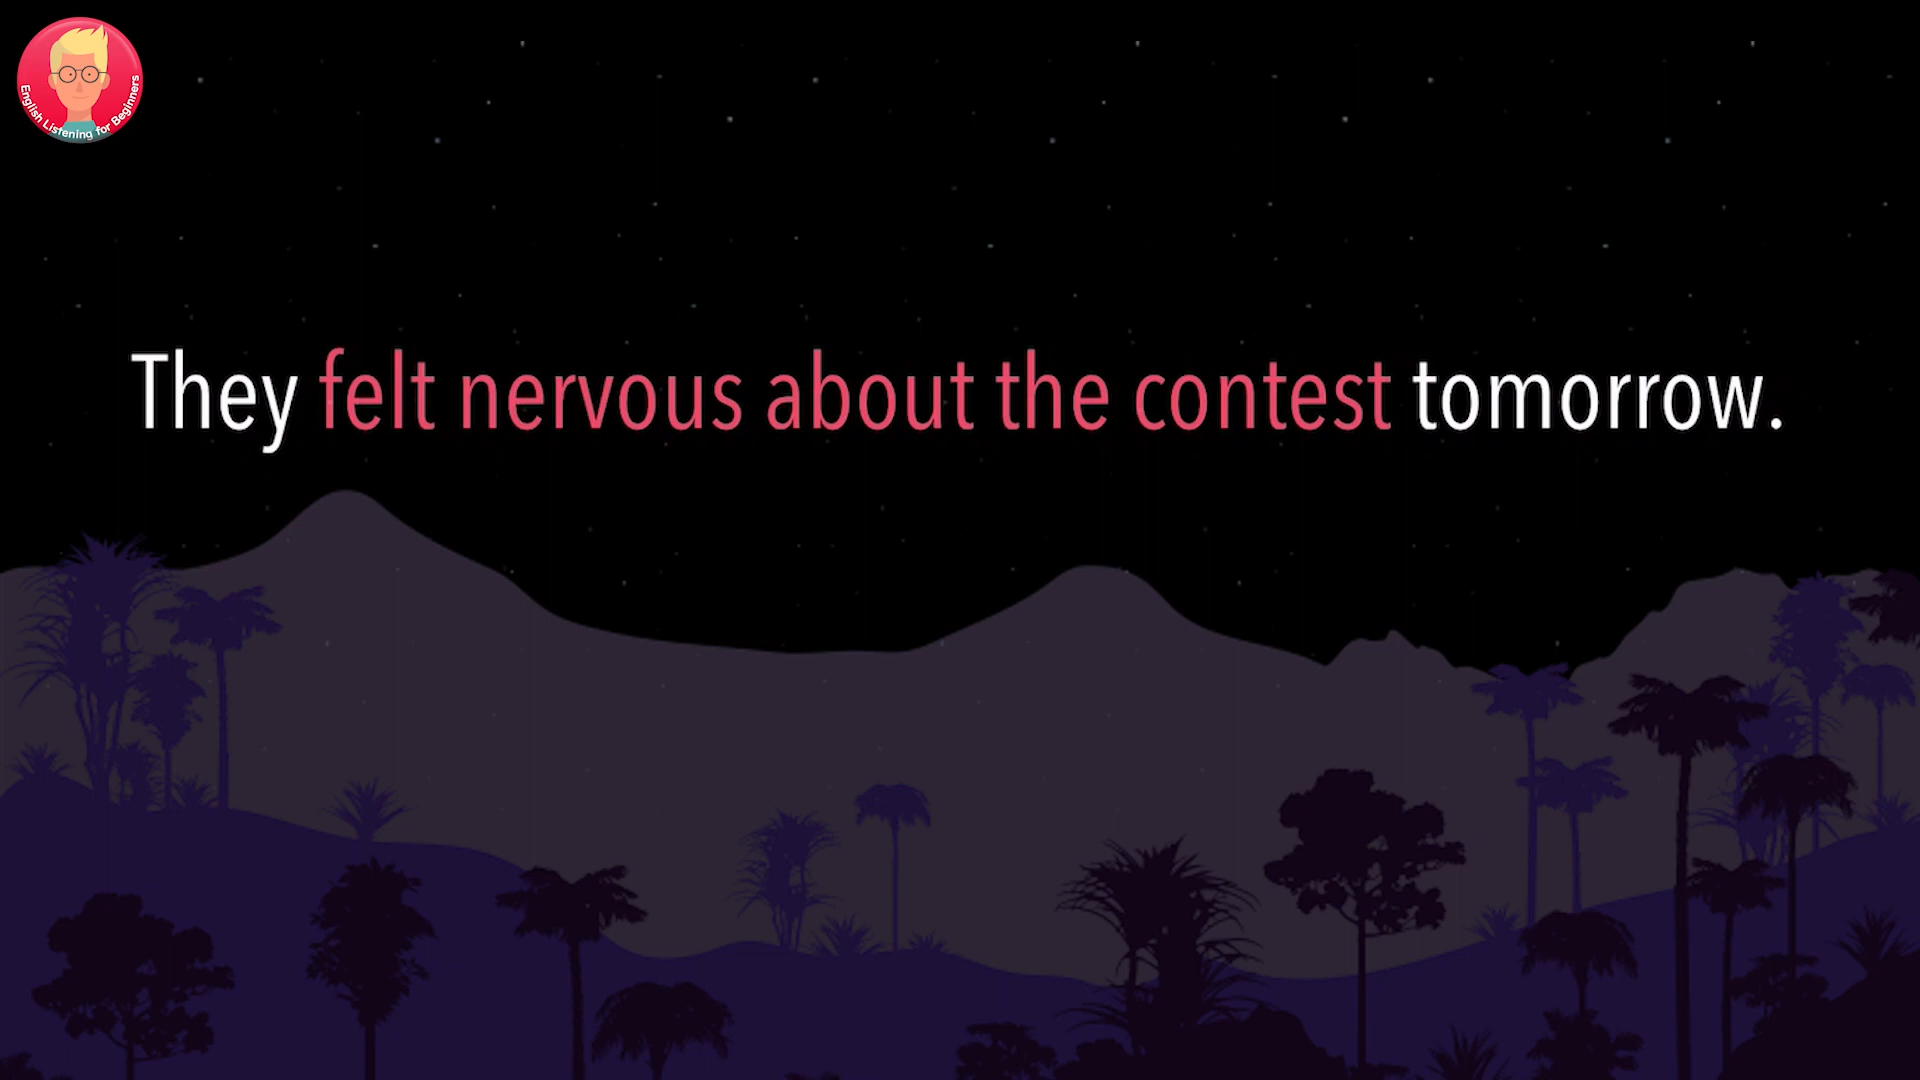 English Listening for Beginners
They felt nervous about the contest tomorrow.